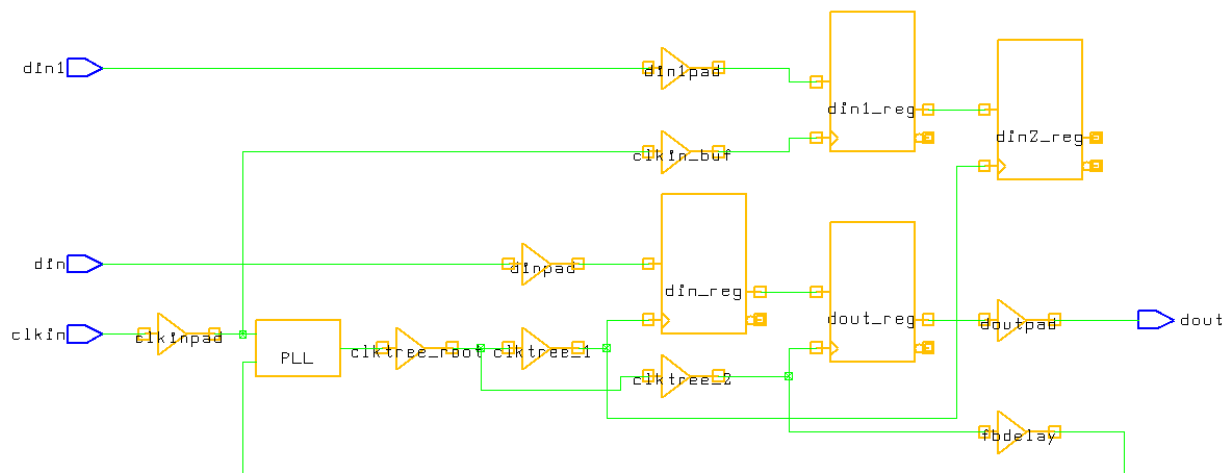 din1
din1pad
din1_reg
din2_reg
clkin_buf
din
dinpad
din_reg
dout_reg
doutpad
dout
clkin
clkinpad
PLL
clktree_root
clktree_1
clktree_2
fbdelay